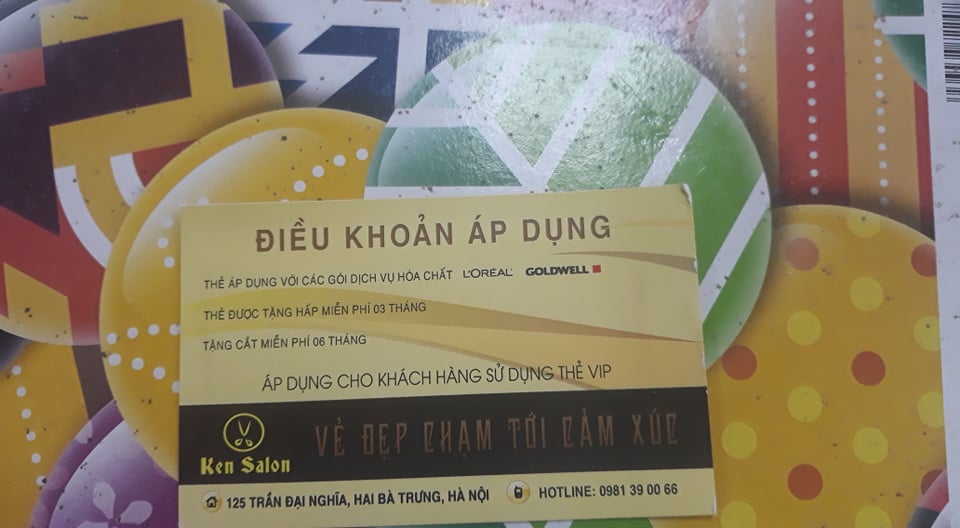 ĐIỀU KHOẢN ÁP DỤNG
THẺ ÁP DỤNG VỚI CÁC GÓI DỊCH VỤ HÓA CHẤT L'ORÉAL GOLDWELL
THẺ ĐƯỢC TẶNG HẤP MIỄN PHÍ 03 THÁNG
TẶNG CẮT MIỄN PHÍ 06 THÁNG
ÁP DỤNG CHO KHÁCH HÀNG SỬ DỤNG THẺ VIP
VẺ ĐẸP CHẠM TỚI CẢM XÚC
Ken Salon
125 TRẦN ĐẠI NGHĨA, HAI BÀ TRƯNG, HÀ NỘI HOTLINE: 0981 39 00 66